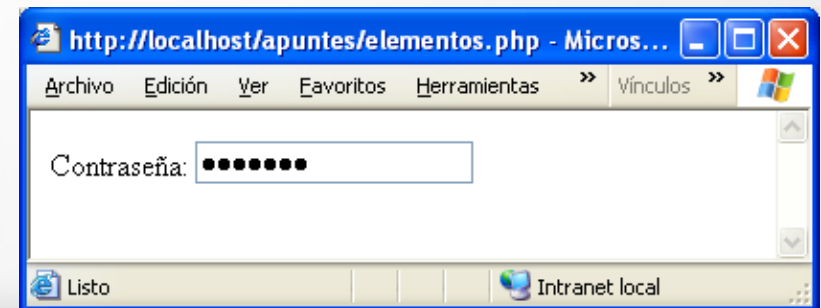 http://localhost/apuntes/elementos.php - Micros...
Archivo Edición Ver Favoritos Herramientas » Vínculos »
Contraseña: •••••••
Listo Intranet local